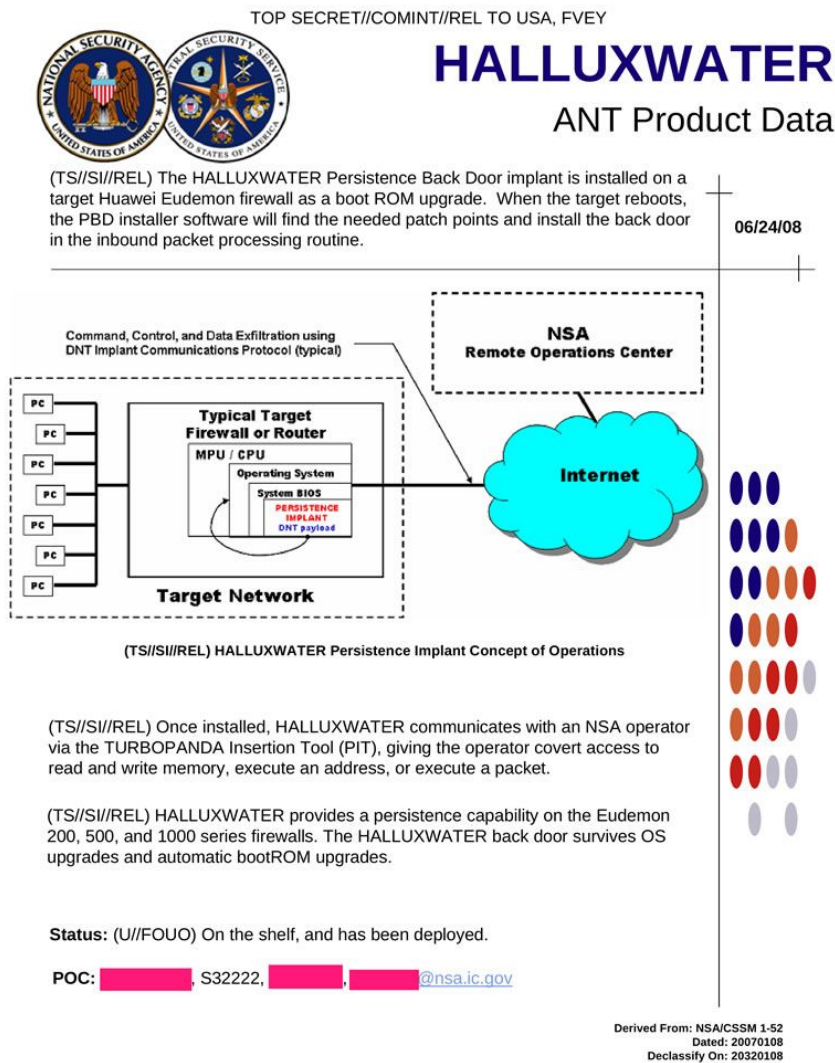 TOP SECRET//COMINT//REL TO USA, FVEY
NATIONAL SECURITY AGENCY
UNITED STATES OF AMERICA
CENTRAL SECURITY SERVICE
UNITED STATES OF AMERICA
HALLUXWATER
ANT Product Data
(TS//SI//REL) The HALLUXWATER Persistence Back Door implant is installed on a
target Huawei Eudemon firewall as a boot ROM upgrade. When the target reboots,
the PBD installer software will find the needed patch points and install the back door
in the inbound packet processing routine.
06/24/08
Command, Control, and Data Exfiltration using
DNT Implant Communications Protocol (typical)
NSA
Remote Operations Center
PC
PC
PC
PC
PC
PC
PC
Typical Target
Firewall or Router
MPU / CPU
Operating System
System BIOS
PERSISTENCE
IMPLANT
DNT payload
Internet
Target Network
(TS//SI//REL) HALLUXWATER Persistence Implant Concept of Operations
(TS//SI//REL) Once installed, HALLUXWATER communicates with an NSA operator
via the TURBOPANDA Insertion Tool (PIT), giving the operator covert access to
read and write memory, execute an address, or execute a packet.
(TS//SI//REL) HALLUXWATER provides a persistence capability on the Eudemon
200, 500, and 1000 series firewalls. The HALLUXWATER back door survives OS
upgrades and automatic bootROM upgrades.
Status: (U//FOUO) On the shelf, and has been deployed.
POC: , S32222, , @nsa.ic.gov
Derived From: NSA/CSSM 1-52
Dated: 20070108
Declassify On: 20320108